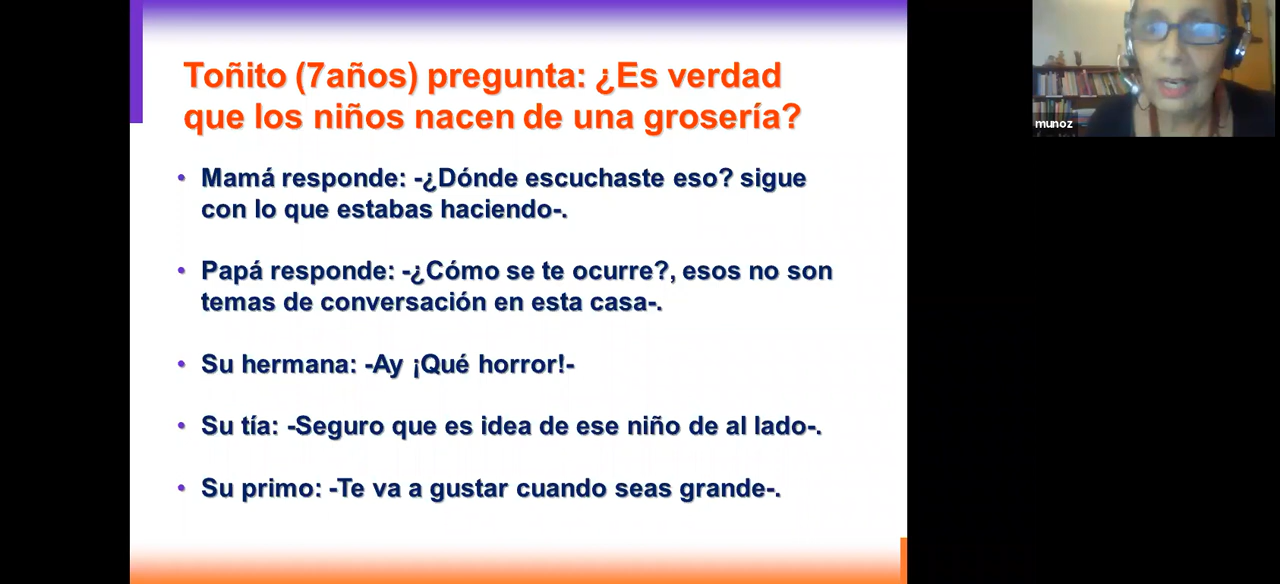 Toñito (7años) pregunta: ¿Es verdad
que los niños nacen de una grosería?
• Mamá responde: -¿Dónde escuchaste eso? sigue
con lo que estabas haciendo-.
• Papá responde: -¿Cómo se te ocurre?, esos no son
temas de conversación en esta casa-.
• Su hermana: -Ay ¡Qué horror!-
• Su tía: -Seguro que es idea de ese niño de al lado-.
• Su primo: -Te va a gustar cuando seas grande-.
munoz